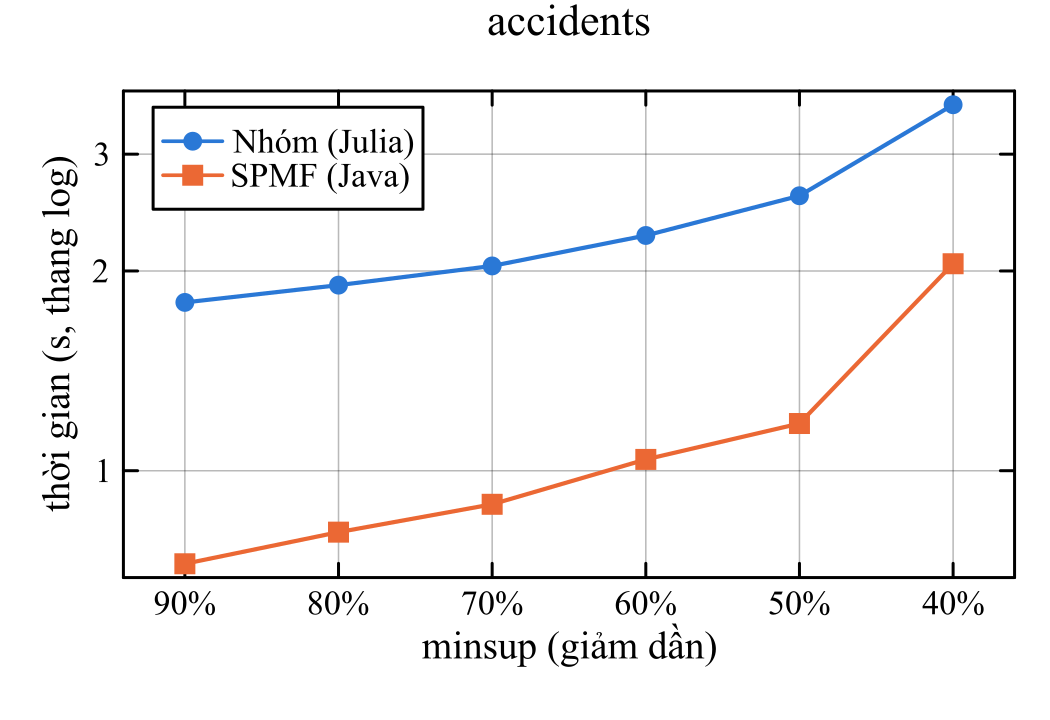 accidents
Nhóm (Julia)
SPMF (Java)
thời gian (s, thang log)
3
2
1
90% 80% 70% 60% 50% 40%
minsup (giảm dần)